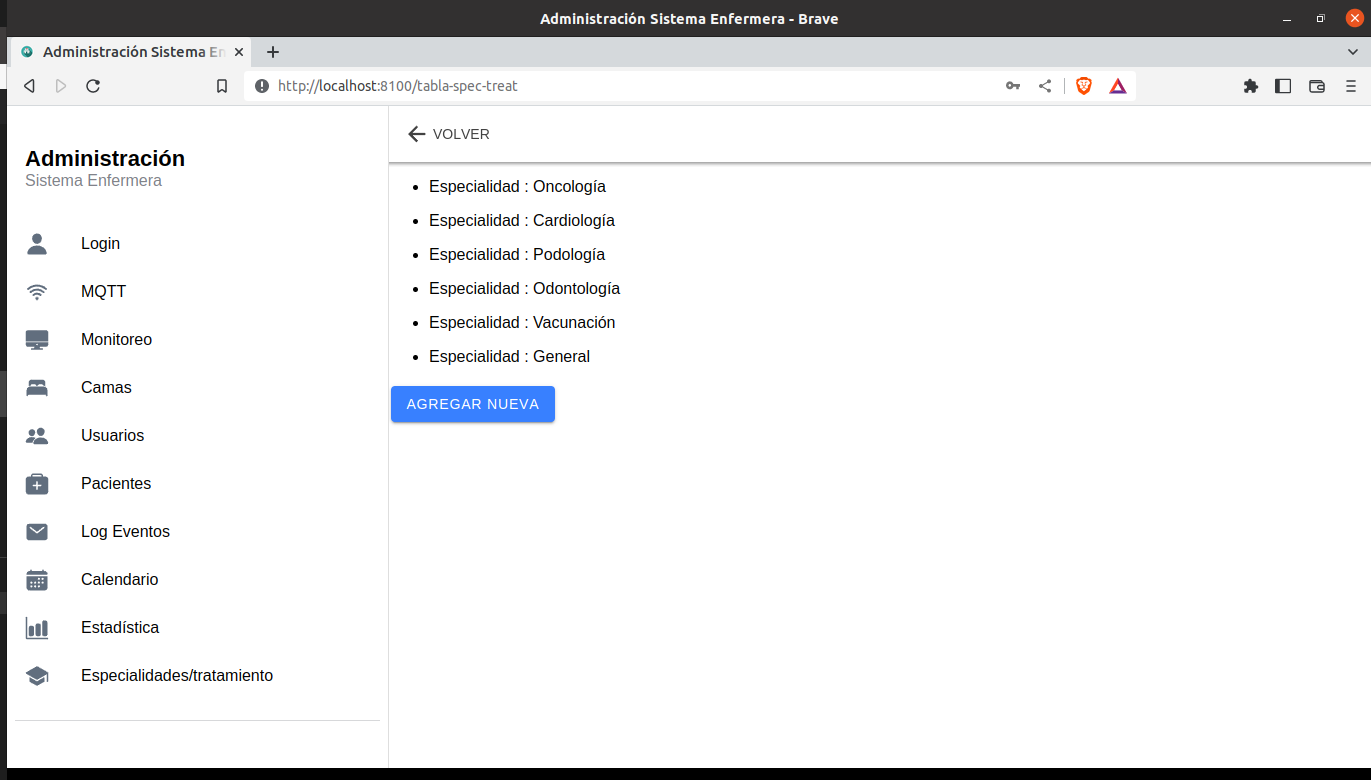 Administración Sistema Enfermera - Brave
Administración Sistema En
http://localhost:8100/tabla-spec-treat
Administración
Sistema Enfermera
Login
MQTT
Monitoreo
Camas
Usuarios
Pacientes
Log Eventos
Calendario
Estadística
Especialidades/tratamiento
VOLVER
Especialidad : Oncología
Especialidad : Cardiología
Especialidad : Podología
Especialidad : Odontología
Especialidad : Vacunación
Especialidad : General
AGREGAR NUEVA